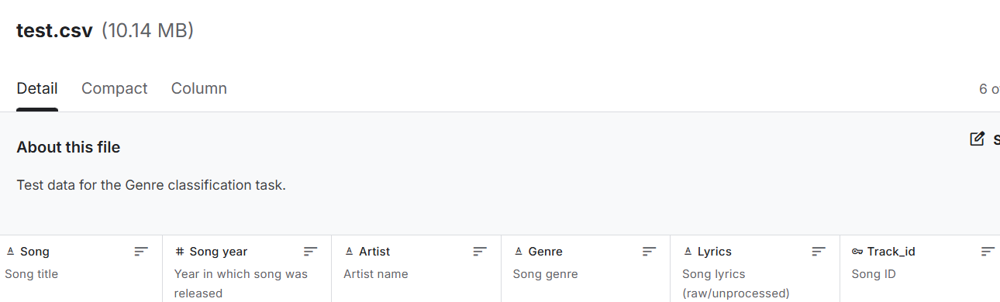 test.csv (10.14 MB)
Detail Compact Column 6 o
About this file
Test data for the Genre classification task.
Song Song year Artist Genre Lyrics Track_id
Song title Year in which song was Artist name Song genre Song lyrics Song ID
released (raw/unprocessed)